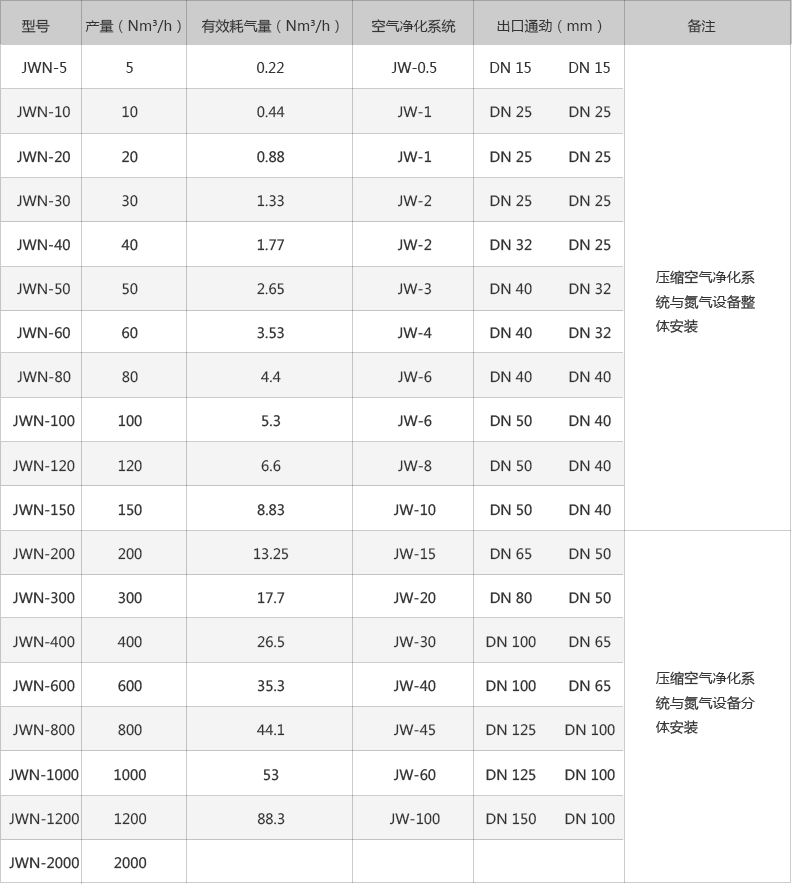 型号 产量（Nm³/h） 有效耗气量（Nm³/h） 空气净化系统 出口通劲（mm） 备注
JWN-5 5 0.22 JW-0.5 DN 15 DN 15
JWN-10 10 0.44 JW-1 DN 25 DN 25
JWN-20 20 0.88 JW-1 DN 25 DN 25
JWN-30 30 1.33 JW-2 DN 25 DN 25
JWN-40 40 1.77 JW-2 DN 32 DN 25
JWN-50 50 2.65 JW-3 DN 40 DN 32
JWN-60 60 3.53 JW-4 DN 40 DN 32
JWN-80 80 4.4 JW-6 DN 40 DN 40
JWN-100 100 5.3 JW-6 DN 50 DN 40
JWN-120 120 6.6 JW-8 DN 50 DN 40
JWN-150 150 8.83 JW-10 DN 50 DN 40
压缩空气净化系
统与氮气设备整
体安装
JWN-200 200 13.25 JW-15 DN 65 DN 50
JWN-300 300 17.7 JW-20 DN 80 DN 50
JWN-400 400 26.5 JW-30 DN 100 DN 65
JWN-600 600 35.3 JW-40 DN 100 DN 65
JWN-800 800 44.1 JW-45 DN 125 DN 100
JWN-1000 1000 53 JW-60 DN 125 DN 100
JWN-1200 1200 88.3 JW-100 DN 150 DN 100
JWN-2000 2000
压缩空气净化系
统与氮气设备分
体安装